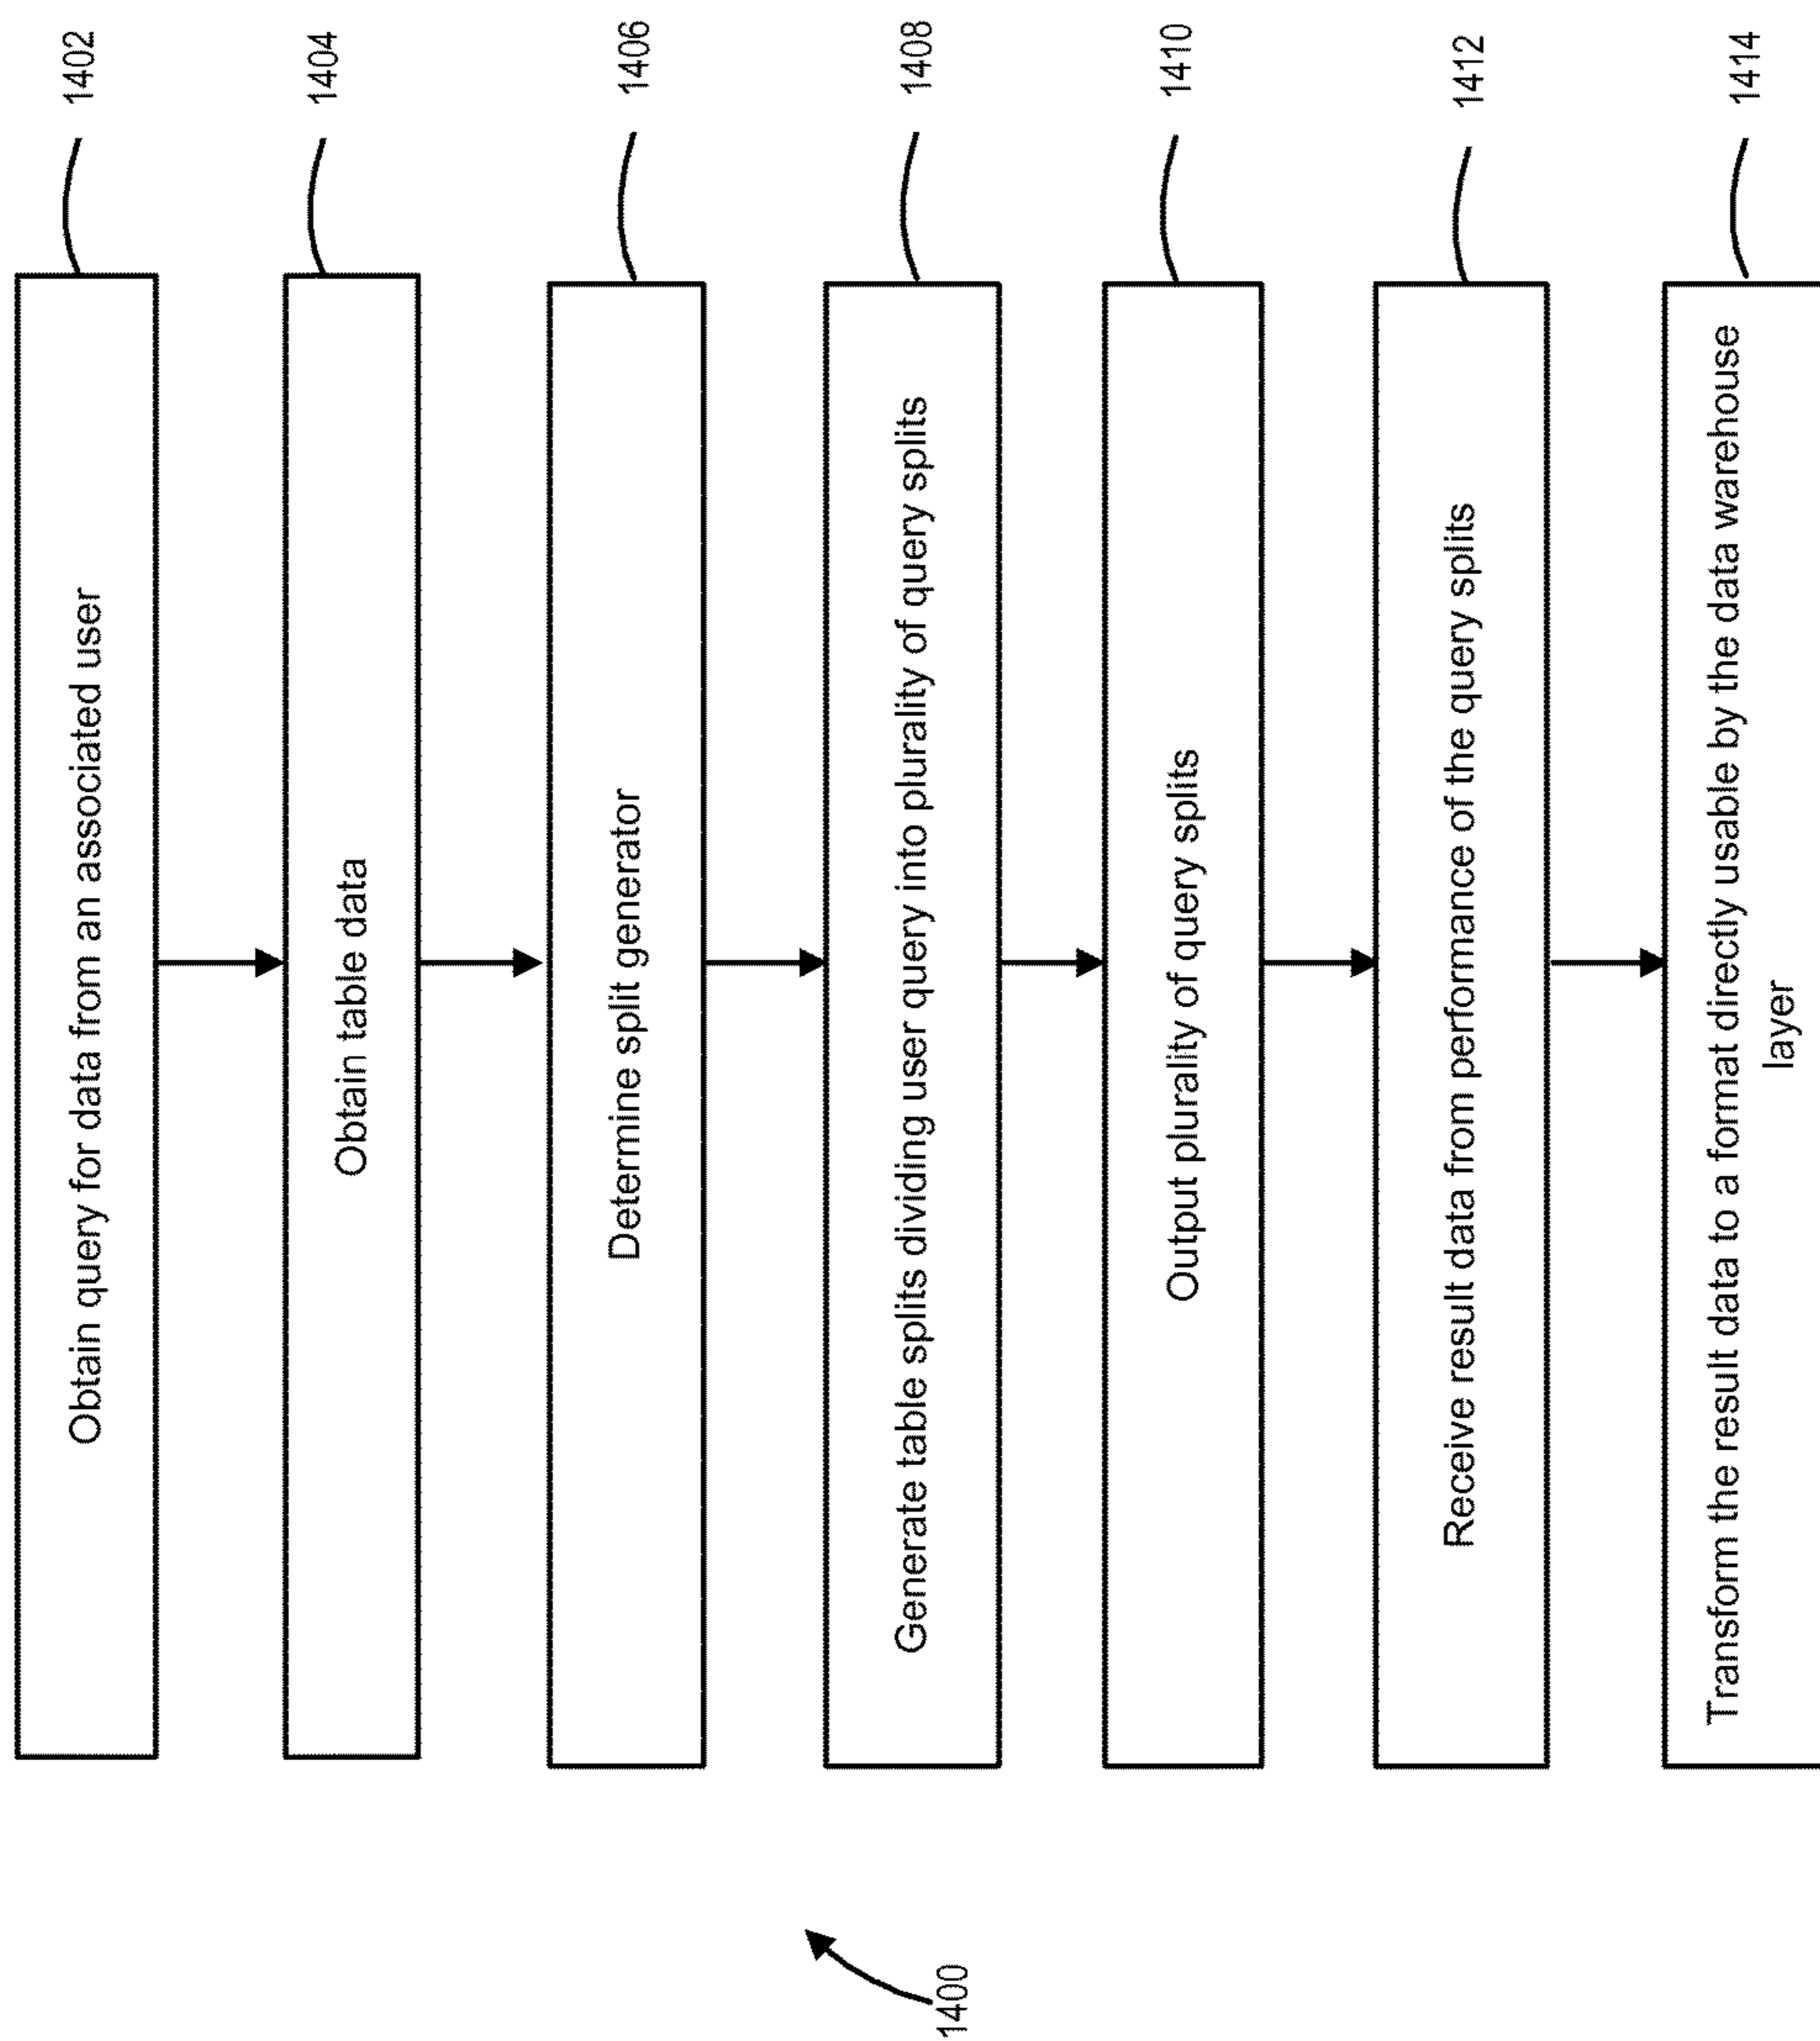 1400
Obtain query for data from an associated user
1402
Obtain table data
1404
Determine split generator
1406
Generate table splits dividing user query into plurality of query splits
1408
Output plurality of query splits
1410
Receive result data from performance of the query splits
1412
Transform the result data to a format directly usable by the data warehouse
layer
1414